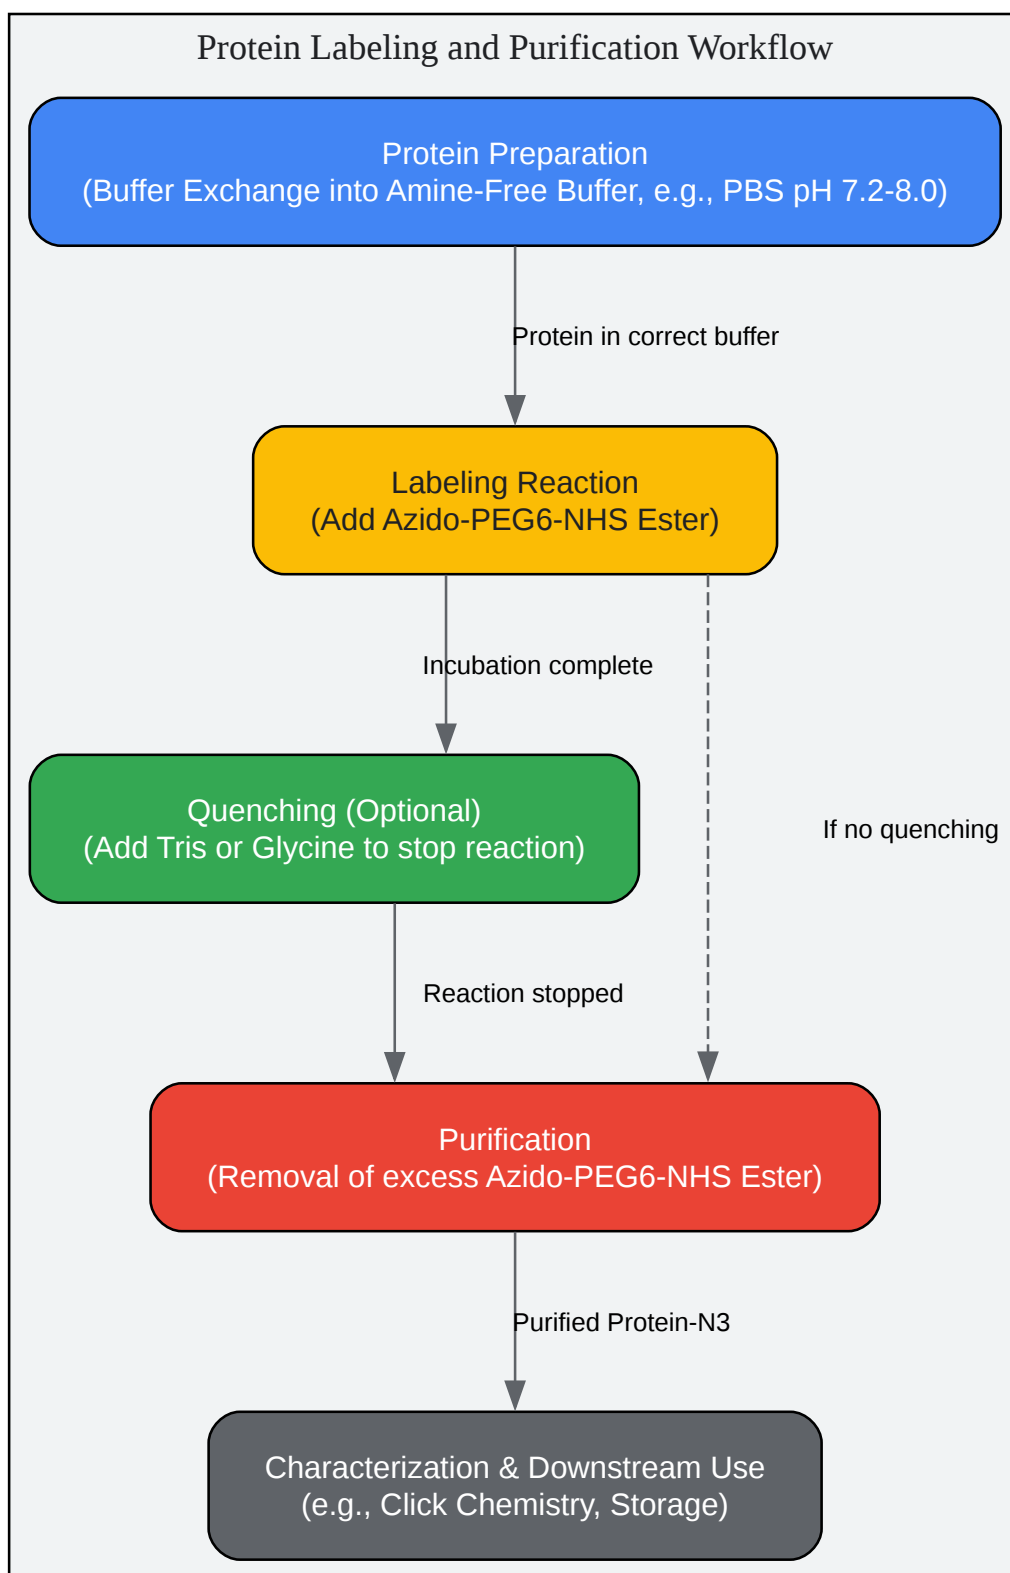 Protein Labeling and Purification Workflow
Protein Preparation
(Buffer Exchange into Amine-Free Buffer, e.g., PBS pH 7.2-8.0)
Protein in correct buffer
Labeling Reaction
(Add Azido-PEG6-NHS Ester)
Incubation complete
Quenching (Optional)
(Add Tris or Glycine to stop reaction)
If no quenching
Reaction stopped
Purification
(Removal of excess Azido-PEG6-NHS Ester)
Purified Protein-N3
Characterization & Downstream Use
(e.g., Click Chemistry, Storage)